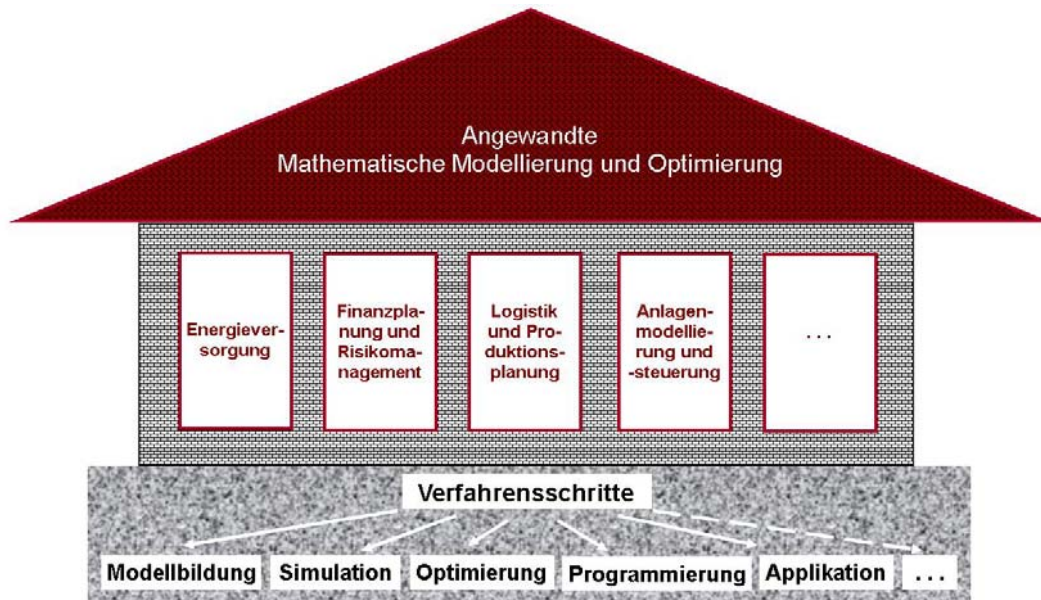 Angewandte
Mathematische Modellierung und Optimierung
Energiever-
sorgung
Finanzpla-
nung und
Risikoma-
nagement
Logistik
und Pro-
duktions-
planung
Anlagen-
modellie-
rung und
-steuerung
...
Verfahrensschritte
Modellbildung
Simulation
Optimierung
Programmierung
Applikation
...